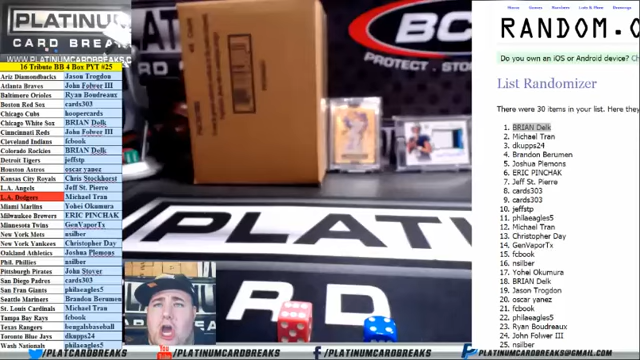 PLATINUM
CARD BREAKS
WWW.PLATINUMCARDBREAKS.COM
16 Tribute BB 4 Box PYT #25
Ariz Diamondbacks Jason Trogdon
Atlanta Braves John Folwer III
Baltimore Orioles Ryan Boudreaux
Boston Red Sox cards303
Chicago Cubs hoopercards
Chicago White Sox BRIAN Delk
Cinncinnati Reds John Folwer III
Cleveland Indians fcbook
Colorado Rockies BRIAN Delk
Detroit Tigers jeffstp
Houston Astros oscar yanez
Kansas City Royals Chris Stockhorst
L.A. Angels Jeff St. Pierre
L.A. Dodgers Michael Tran
Miami Marlins Yohei Okumura
Milwaukee Brewers ERIC PINCHAK
Minnesota Twins GenVaporTx
New York Mets nsilber
New York Yankees Christopher Day
Oakland Athletics Joshua Plemons
Phil. Phillies nsilber
Pittsburgh Pirates John Stover
San Diego Padres cards303
San Fran Giants philaeagles5
Seattle Mariners Brandon Berumen
St. Louis Cardinals Michael Tran
Tampa Bay Rays fcbook
Texas Rangers bengalsbaseball
Toronto Blue Jays dkupps24
Wash Nationals philaeagles5
BCW
PLATINU
RD
RANDOM.O
Do you own an iOS or Android device? Ch
List Randomizer
There were 30 items in your list. Here they
1. BRIAN Delk
2. Michael Tran
3. dkupps24
4. Brandon Berumen
5. Joshua Plemons
6. ERIC PINCHAK
7. Jeff St. Pierre
8. cards303
9. cards303
10. jeffstp
11. philaeagles5
12. Michael Tran
13. Christopher Day
14. GenVaporTx
15. fcbook
16. nsilber
17. Yohei Okumura
18. BRIAN Delk
19. Jason Trogdon
20. oscar yanez
21. fcbook
22. philaeagles5
23. Ryan Boudreaux
24. John Folwer III
25. nsilber
/PLATCARDBREAKS
/PLATINUMCARDBREAKS
/PLATINUMCARDBREAKS
PLATINUMCARDBREAKS@GMAIL.COM